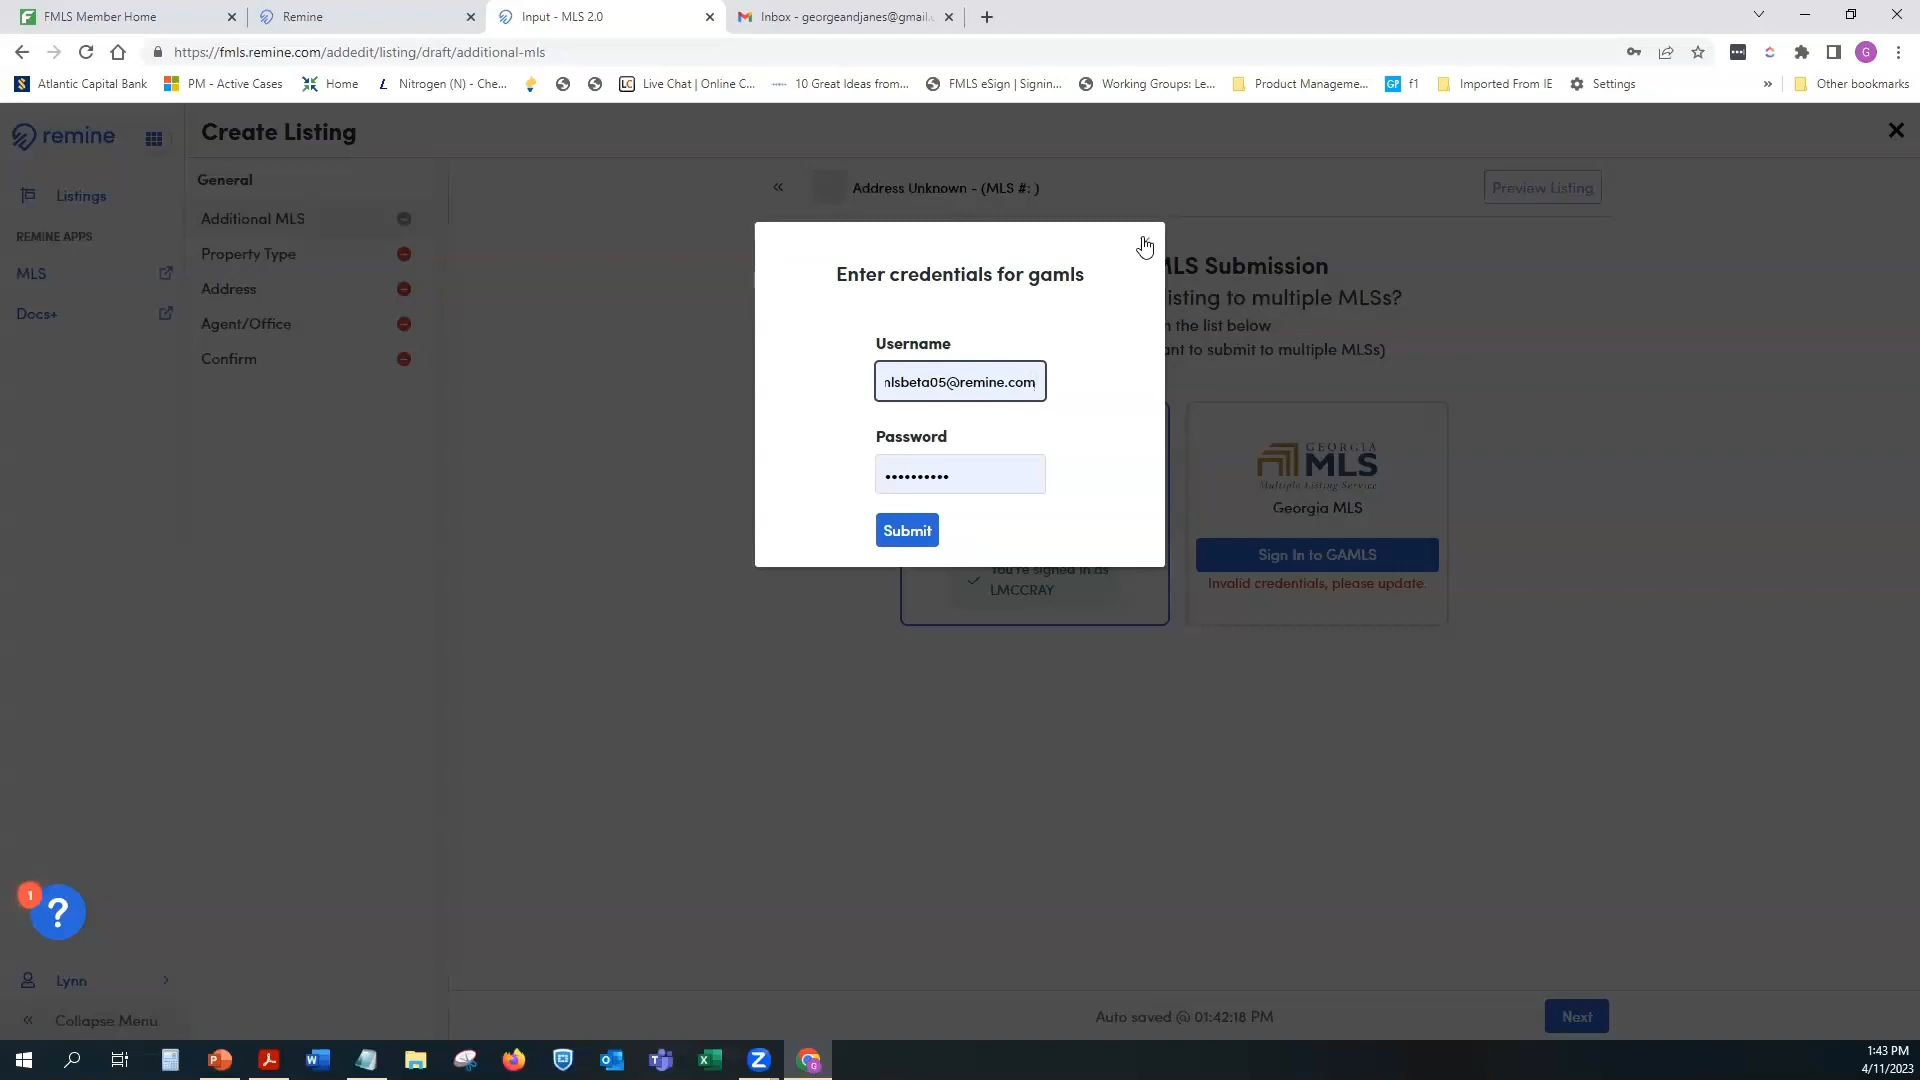 FMLS Member Home
Remine
Input - MLS 2.0
Inbox - georgeandjanes@gmail.
https://fmls.remine.com/addedit/listing/draft/additional-mls
G
Atlantic Capital Bank
PM - Active Cases
Home
Nitrogen (N) - Che...
LC Live Chat | Online C...
10 Great Ideas from...
FMLS eSign | Signin...
Working Groups: Le...
Product Manageme...
GP f1
Imported From IE
Settings
»
Other bookmarks
remine
Create Listing
Listings
REMINE APPS
MLS
Docs+
General
Additional MLS
Property Type
Address
Agent/Office
Confirm
«
Address Unknown - (MLS #: )
Preview Listing
MLS Submission
isting to multiple MLSs?
the list below
ant to submit to multiple MLSs)
Enter credentials for gamls
Username
nlsbeta05@remine.com
Password
••••••••••
Submit
You're signed in as
LMCCRAY
GEORGIA
MLS
Multiple Listing Service
Georgia MLS
Sign In to GAMLS
Invalid credentials, please update.
1
?
Lynn
« Collapse Menu
Auto saved @ 01:42:18 PM
Next
1:43 PM
4/11/2023